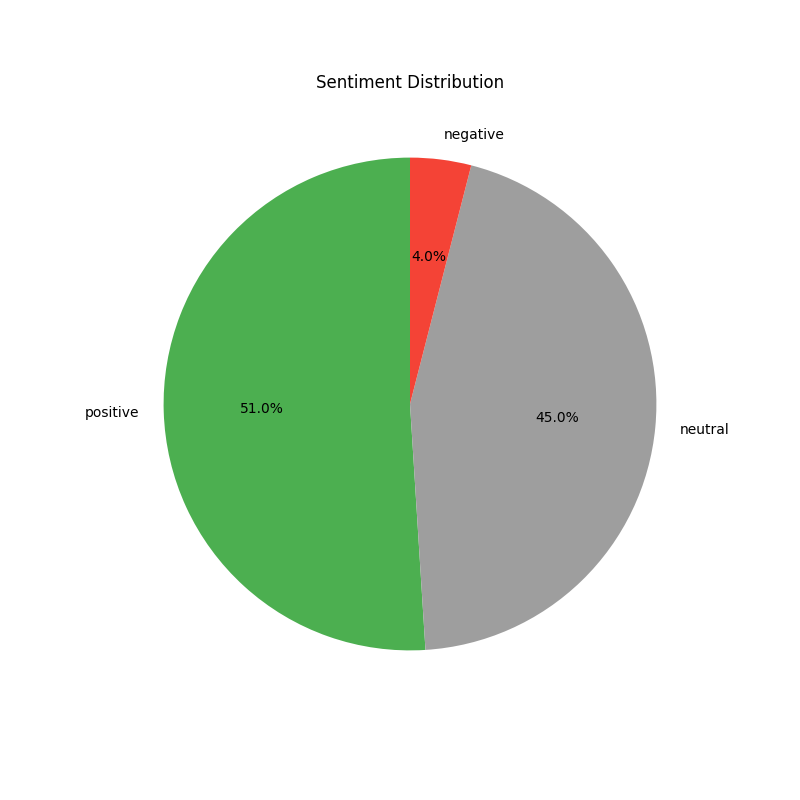 Sentiment Distribution
negative
4.0%
positive
51.0%
45.0%
neutral